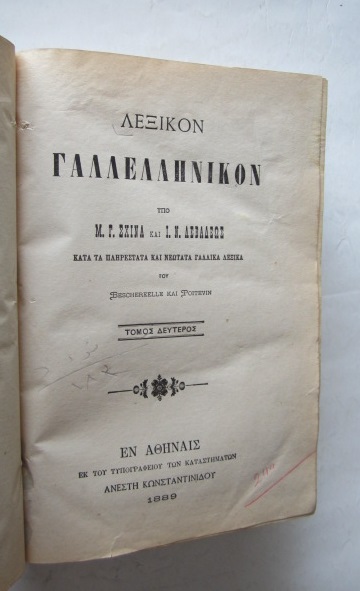 ΛΕΞΙΚΟΝ
ΓΑΛΛΕΛΛΗΝΙΚΟΝ
ΥΠΟ
Μ. Γ. ΣΧΙΝΑ ΚΑΙ Ι. Ν. ΛΕΒΑΔΕΩΣ
ΚΑΤΑ ΤΑ ΠΛΗΡΕΣΤΑΤΑ ΚΑΙ ΝΕΩΤΑΤΑ ΓΑΛΛΙΚΑ ΛΕΞΙΚΑ
ΤΟΥ
BESCHERELLE ΚΑΙ POITEVIN
ΤΟΜΟΣ ΔΕΥΤΕΡΟΣ
ΕΝ ΑΘΗΝΑΙΣ
ΕΚ ΤΟΥ ΤΥΠΟΓΡΑΦΕΙΟΥ ΤΩΝ ΚΑΤΑΣΤΗΜΑΤΩΝ
ΑΝΕΣΤΗ ΚΩΝΣΤΑΝΤΙΝΙΔΟΥ
1889